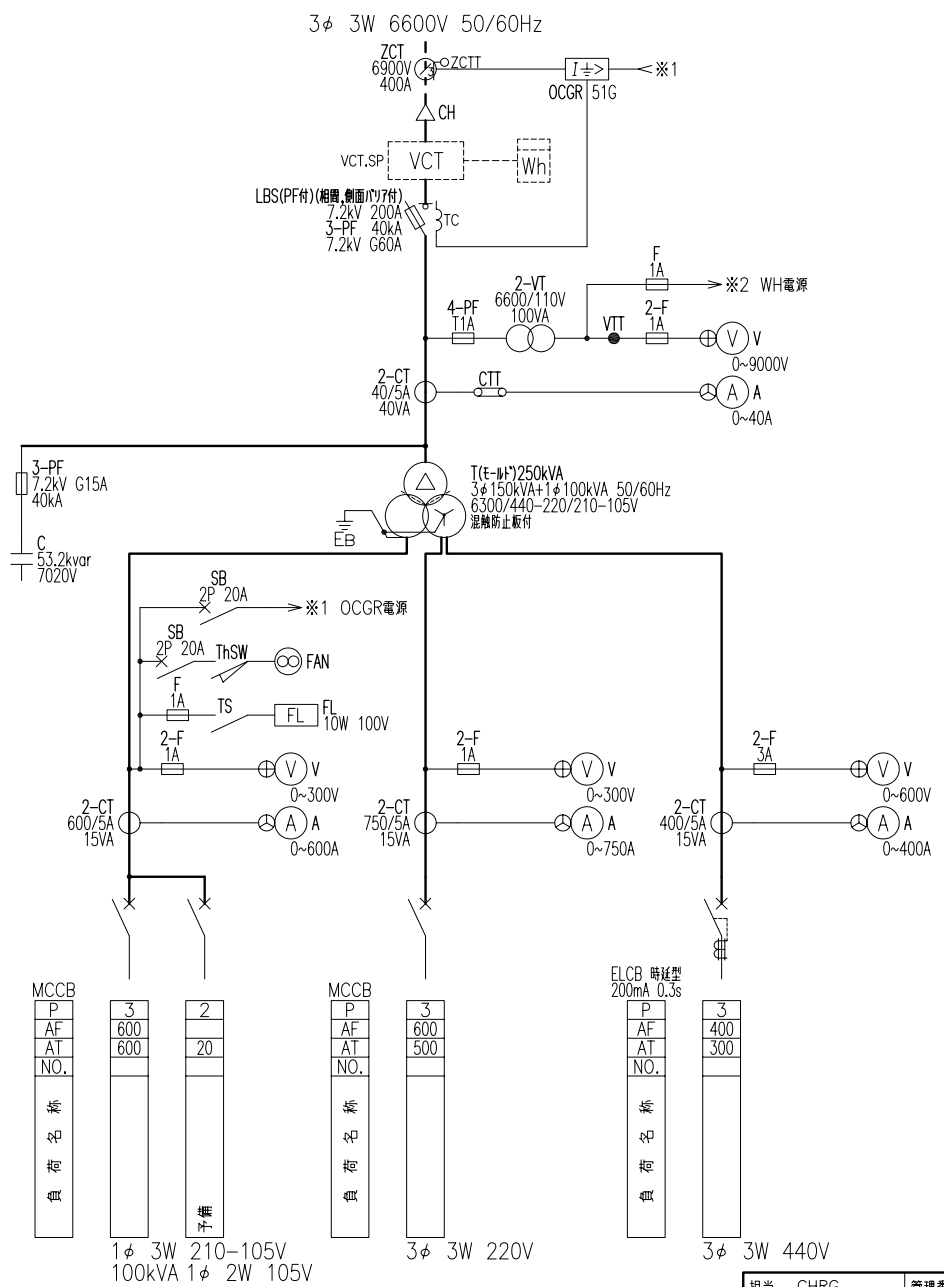 3φ 3W 6600V 50/60Hz
ZCT
6900V
400A
ZCTT
I >
※1
OCGR 51G
CH
VCT.SP
VCT
Wh
LBS(PF付)(相間,側面バリア付)
7.2kV 200A
3-PF 40kA
7.2kV G60A
TC
F
1A
※2 WH電源
4-PF
T1A
2-VT
6600/110V
100VA
VTT
2-F
1A
V
V
0~9000V
2-CT
40/5A
40VA
CTT
A
A
0~40A
3-PF
7.2kV G15A
40kA
C
53.2kvar
7020V
T(モールド)250kVA
3φ150kVA+1φ100kVA 50/60Hz
6300/440-220/210-105V
混触防止板付
EB
SB
2P 20A
※1 OCGR電源
SB
2P 20A
ThSW
FAN
F
1A
TS
FL
FL
10W 100V
2-F
1A
V
V
0~300V
2-CT
600/5A
15VA
A
A
0~600A
2-F
1A
V
V
0~300V
2-CT
750/5A
15VA
A
A
0~750A
2-F
3A
V
V
0~600V
2-CT
400/5A
15VA
A
A
0~400A
MCCB
P 3 2
AF 600
AT 600 20
NO.
負荷名称
予備
1φ 3W 210-105V
100kVA 1φ 2W 105V
MCCB
P 3
AF 600
AT 500
NO.
負荷名称
3φ 3W 220V
ELCB 時延型
200mA 0.3s
P 3
AF 400
AT 300
NO.
負荷名称
3φ 3W 440V